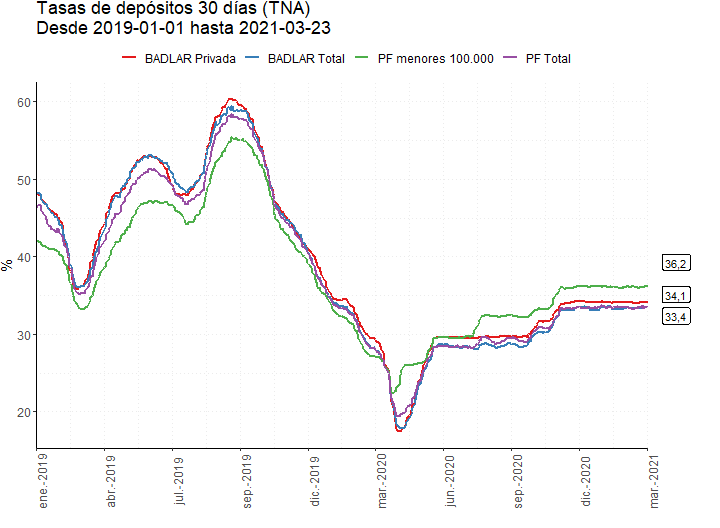 Tasas de depósitos 30 días (TNA)
Desde 2019-01-01 hasta 2021-03-23
BADLAR Privada BADLAR Total PF menores 100.000 PF Total
%
60
50
40
30
20
36,2
34,1
33,4
ene.-2019
abr.-2019
jul.-2019
sep.-2019
dic.-2019
mar.-2020
jun.-2020
sep.-2020
dic.-2020
mar.-2021